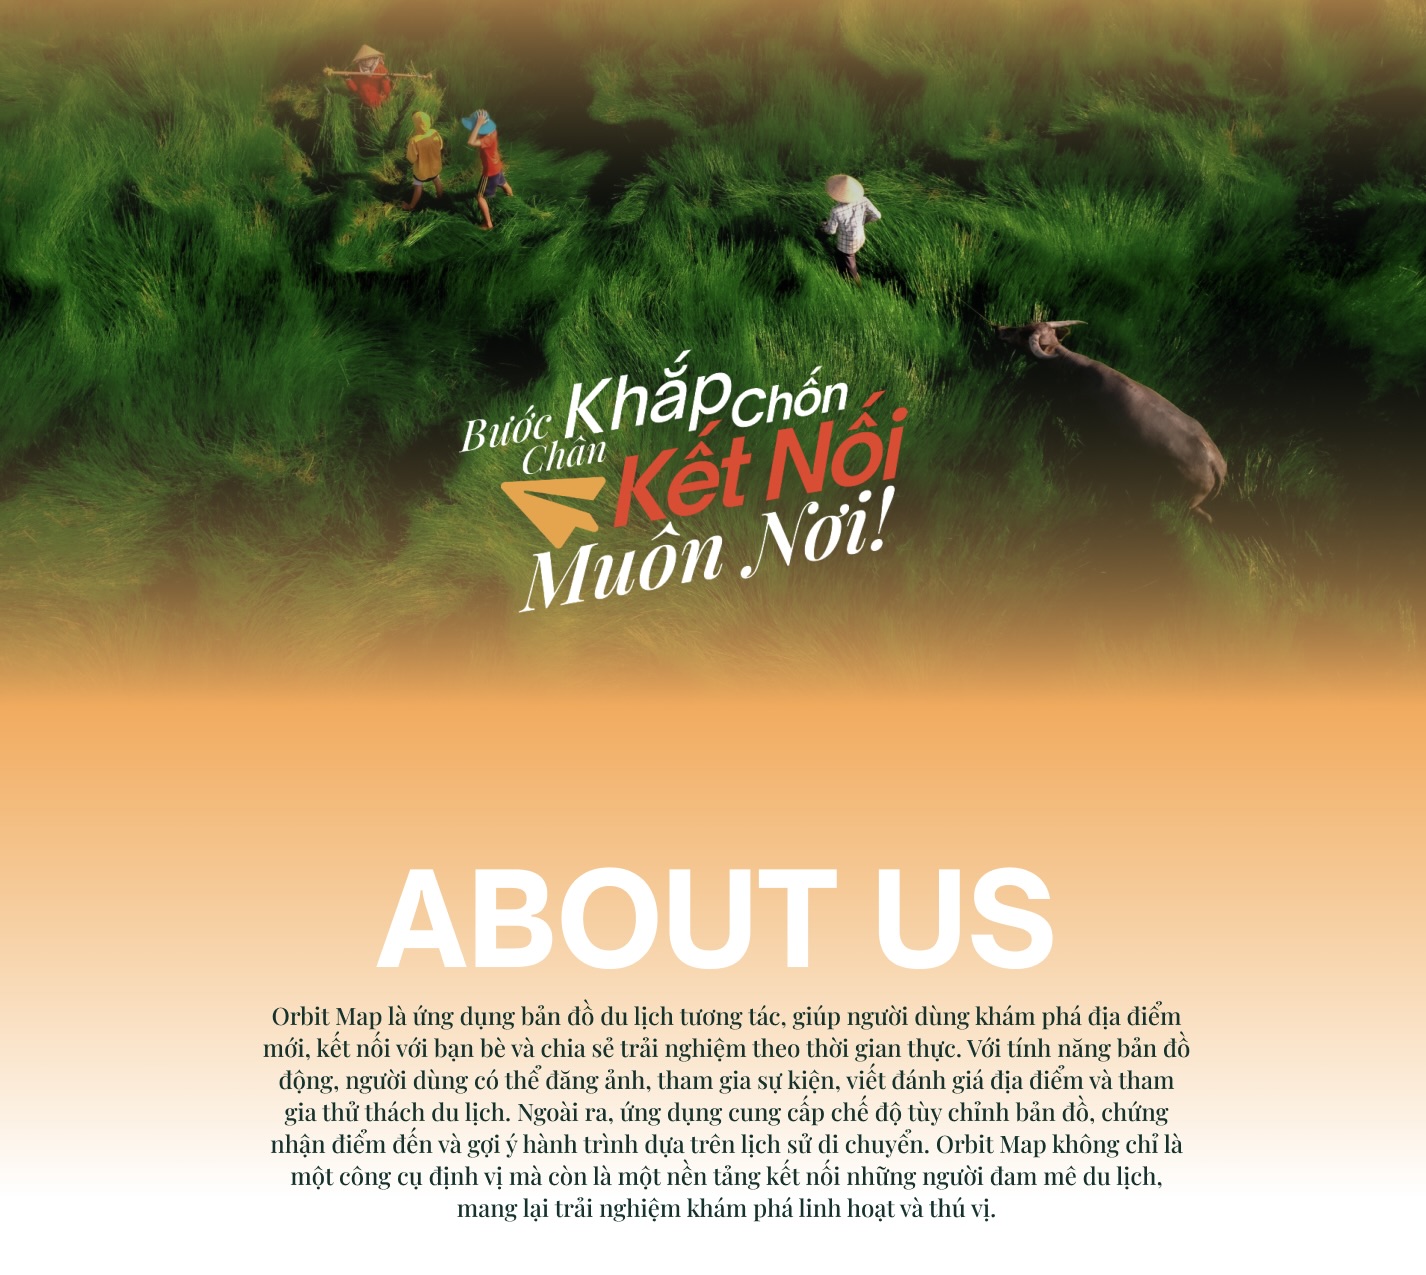 Bước Chân Khắp Chốn
Kết Nối
Muôn Nơi!
ABOUT US
Orbit Map là ứng dụng bản đồ du lịch tương tác, giúp người dùng khám phá địa điểm
mới, kết nối với bạn bè và chia sẻ trải nghiệm theo thời gian thực. Với tính năng bản đồ
động, người dùng có thể đăng ảnh, tham gia sự kiện, viết đánh giá địa điểm và tham
gia thử thách du lịch. Ngoài ra, ứng dụng cung cấp chế độ tùy chỉnh bản đồ, chứng
nhận điểm đến và gợi ý hành trình dựa trên lịch sử di chuyển. Orbit Map không chỉ là
một công cụ định vị mà còn là một nền tảng kết nối những người đam mê du lịch,
mang lại trải nghiệm khám phá linh hoạt và thú vị.